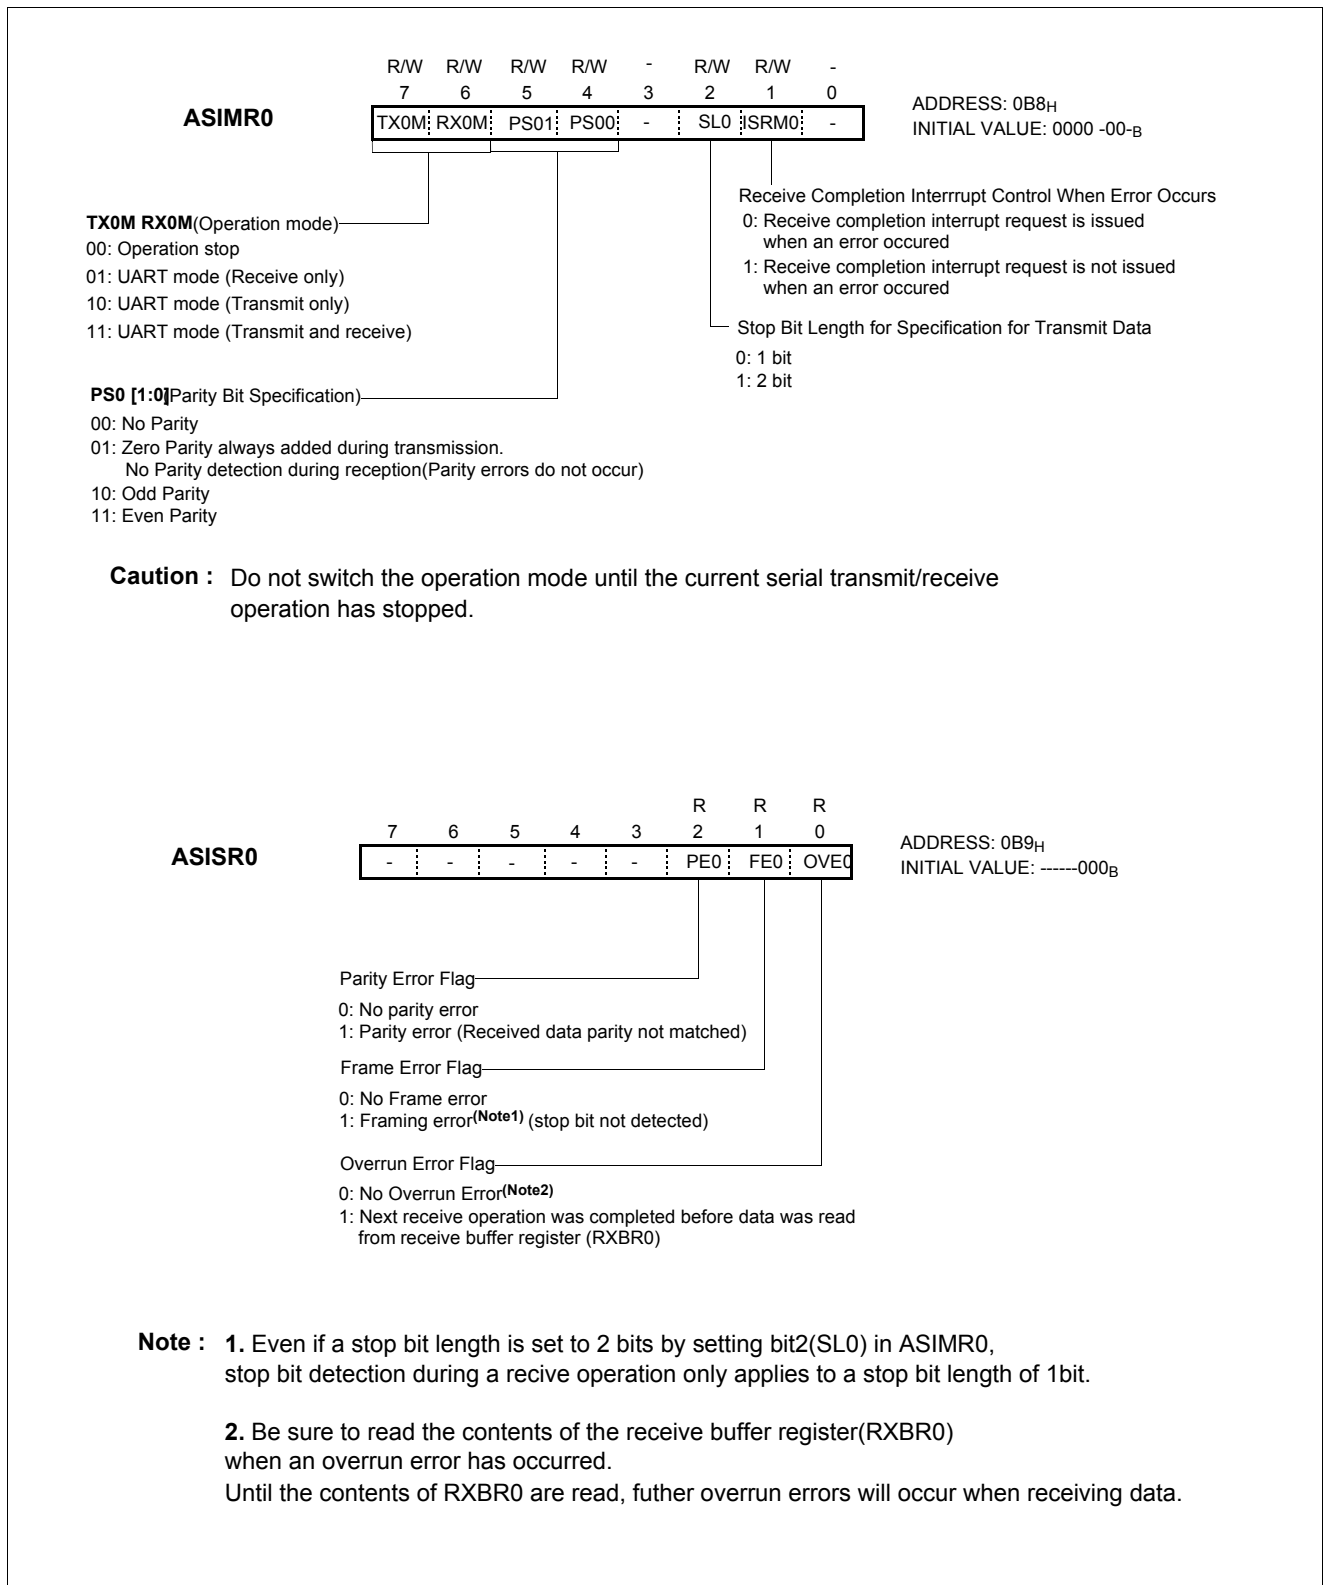 R/W R/W R/W R/W - R/W R/W -
7 6 5 4 3 2 1 0
ASIMR0
TX0M RX0M PS01 PS00 - SL0 ISRM0 -
ADDRESS: 0B8H
INITIAL VALUE: 0000 -00-B
Receive Completion Interrrupt Control When Error Occurs
0: Receive completion interrupt request is issued
when an error occured
1: Receive completion interrupt request is not issued
when an error occured
TX0M RX0M(Operation mode)
00: Operation stop
01: UART mode (Receive only)
10: UART mode (Transmit only)
11: UART mode (Transmit and receive)
Stop Bit Length for Specification for Transmit Data
0: 1 bit
1: 2 bit
PS0 [1:0](Parity Bit Specification)
00: No Parity
01: Zero Parity always added during transmission.
No Parity detection during reception(Parity errors do not occur)
10: Odd Parity
11: Even Parity
Caution : Do not switch the operation mode until the current serial transmit/receive
operation has stopped.
R R R
7 6 5 4 3 2 1 0
ASISR0
- - - - - PE0 FE0 OVE0
ADDRESS: 0B9H
INITIAL VALUE: ------000B
Parity Error Flag
0: No parity error
1: Parity error (Received data parity not matched)
Frame Error Flag
0: No Frame error
1: Framing error(Note1) (stop bit not detected)
Overrun Error Flag
0: No Overrun Error(Note2)
1: Next receive operation was completed before data was read
from receive buffer register (RXBR0)
Note : 1. Even if a stop bit length is set to 2 bits by setting bit2(SL0) in ASIMR0,
stop bit detection during a recive operation only applies to a stop bit length of 1bit.
2. Be sure to read the contents of the receive buffer register(RXBR0)
when an overrun error has occurred.
Until the contents of RXBR0 are read, futher overrun errors will occur when receiving data.